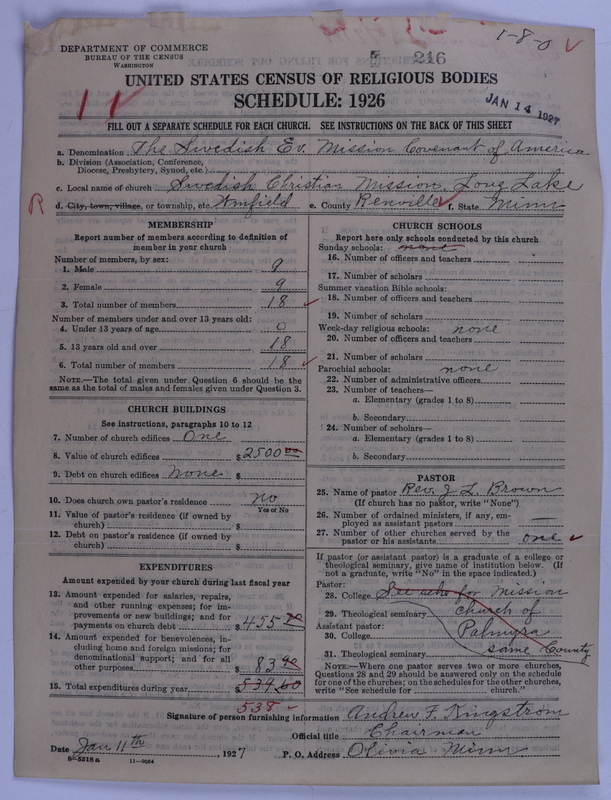 1-8-0 ✓
DEPARTMENT OF COMMERCE
BUREAU OF THE CENSUS
WASHINGTON
216
UNITED STATES CENSUS OF RELIGIOUS BODIES
SCHEDULE: 1926
JAN 14 1927
11
FILL OUT A SEPARATE SCHEDULE FOR EACH CHURCH. SEE INSTRUCTIONS ON THE BACK OF THIS SHEET
a. Denomination The Swedish Ev. Mission Covenant of America
b. Division (Association, Conference, Diocese, Presbytery, Synod, etc.)
c. Local name of church Swedish Christian Mission, Long Lake
R d. City, town, village, or township, etc. Winfield e. County Renville f. State Minn
MEMBERSHIP
Report number of members according to definition of member in your church
Number of members, by sex:
1. Male 9
2. Female 9
3. Total number of members 18 ✓
Number of members under and over 13 years old:
4. Under 13 years of age 0
5. 13 years old and over 18
6. Total number of members 18 ✓
NOTE.—The total given under Question 6 should be the same as the total of males and females given under Question 3.
CHURCH BUILDINGS
See instructions, paragraphs 10 to 12
7. Number of church edifices One
8. Value of church edifices $ 2500 00
9. Debt on church edifices None $
10. Does church own pastor's residence no
Yes or No
11. Value of pastor's residence (if owned by church) $
12. Debt on pastor's residence (if owned by church) $
EXPENDITURES
Amount expended by your church during last fiscal year
13. Amount expended for salaries, repairs, and other running expenses; for improvements or new buildings; and for payments on church debt $ 455
14. Amount expended for benevolences, including home and foreign missions; for denominational support; and for all other purposes $ 83
15. Total expenditures during year $ 539.60
538 –
CHURCH SCHOOLS
Report here only schools conducted by this church
Sunday schools: none
16. Number of officers and teachers
17. Number of scholars
Summer vacation Bible schools:
18. Number of officers and teachers
19. Number of scholars
Week-day religious schools: none
20. Number of officers and teachers
21. Number of scholars
Parochial schools: none
22. Number of administrative officers
23. Number of teachers—
a. Elementary (grades 1 to 8)
b. Secondary
24. Number of scholars—
a. Elementary (grades 1 to 8)
b. Secondary
PASTOR
25. Name of pastor Rev. J. L. Brown
(If church has no pastor, write "None")
26. Number of ordained ministers, if any, employed as assistant pastors —
27. Number of other churches served by the pastor or his assistants one ✓
If pastor (or assistant pastor) is a graduate of a college or theological seminary, give name of institution below. (If not a graduate, write "No" in the space indicated.)
Pastor:
28. College See sche for Mission
29. Theological seminary church of
Assistant pastor:
30. College Palmyra
31. Theological seminary same County
NOTE.—Where one pastor serves two or more churches, Questions 28 and 29 should be answered only on the schedule for one of the churches; on the schedules for the other churches, write "See schedule for ______ church."
Signature of person furnishing information Andrew F. Kingstrom
Official title Chairman
Date Jan 11th, 1927 P. O. Address Olivia Minn
8-5518a 11-9034